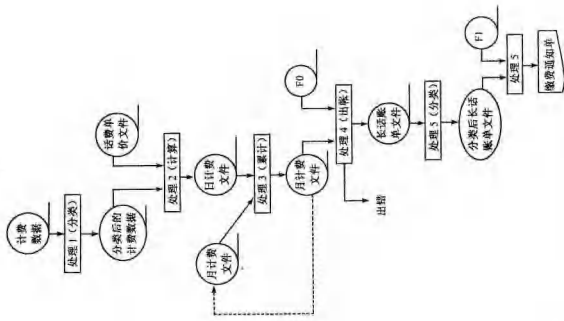 计费
数据
处理1（分类）
分类后的
计费数据
话费单
价文件
处理2（计算）
日计费
文件
月计费
文件
处理3（累计）
月计费
文件
F0
处理4（出帐）
出错
长话账
单文件
处理5（分类）
分类后长话
账单文件
F1
处理5
缴费通知单